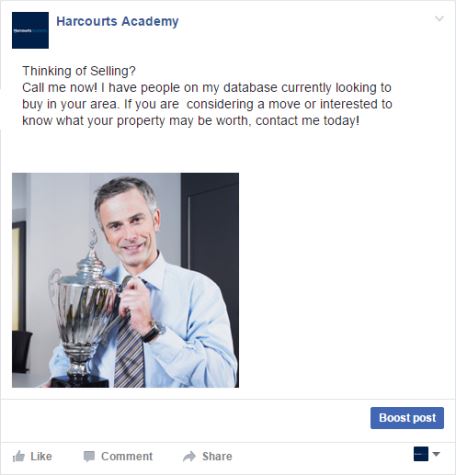 Harcourts Academy
Thinking of Selling?
Call me now! I have people on my database currently looking to
buy in your area. If you are  considering a move or interested to
know what your property may be worth, contact me today!
Boost post
Like
Comment
Share